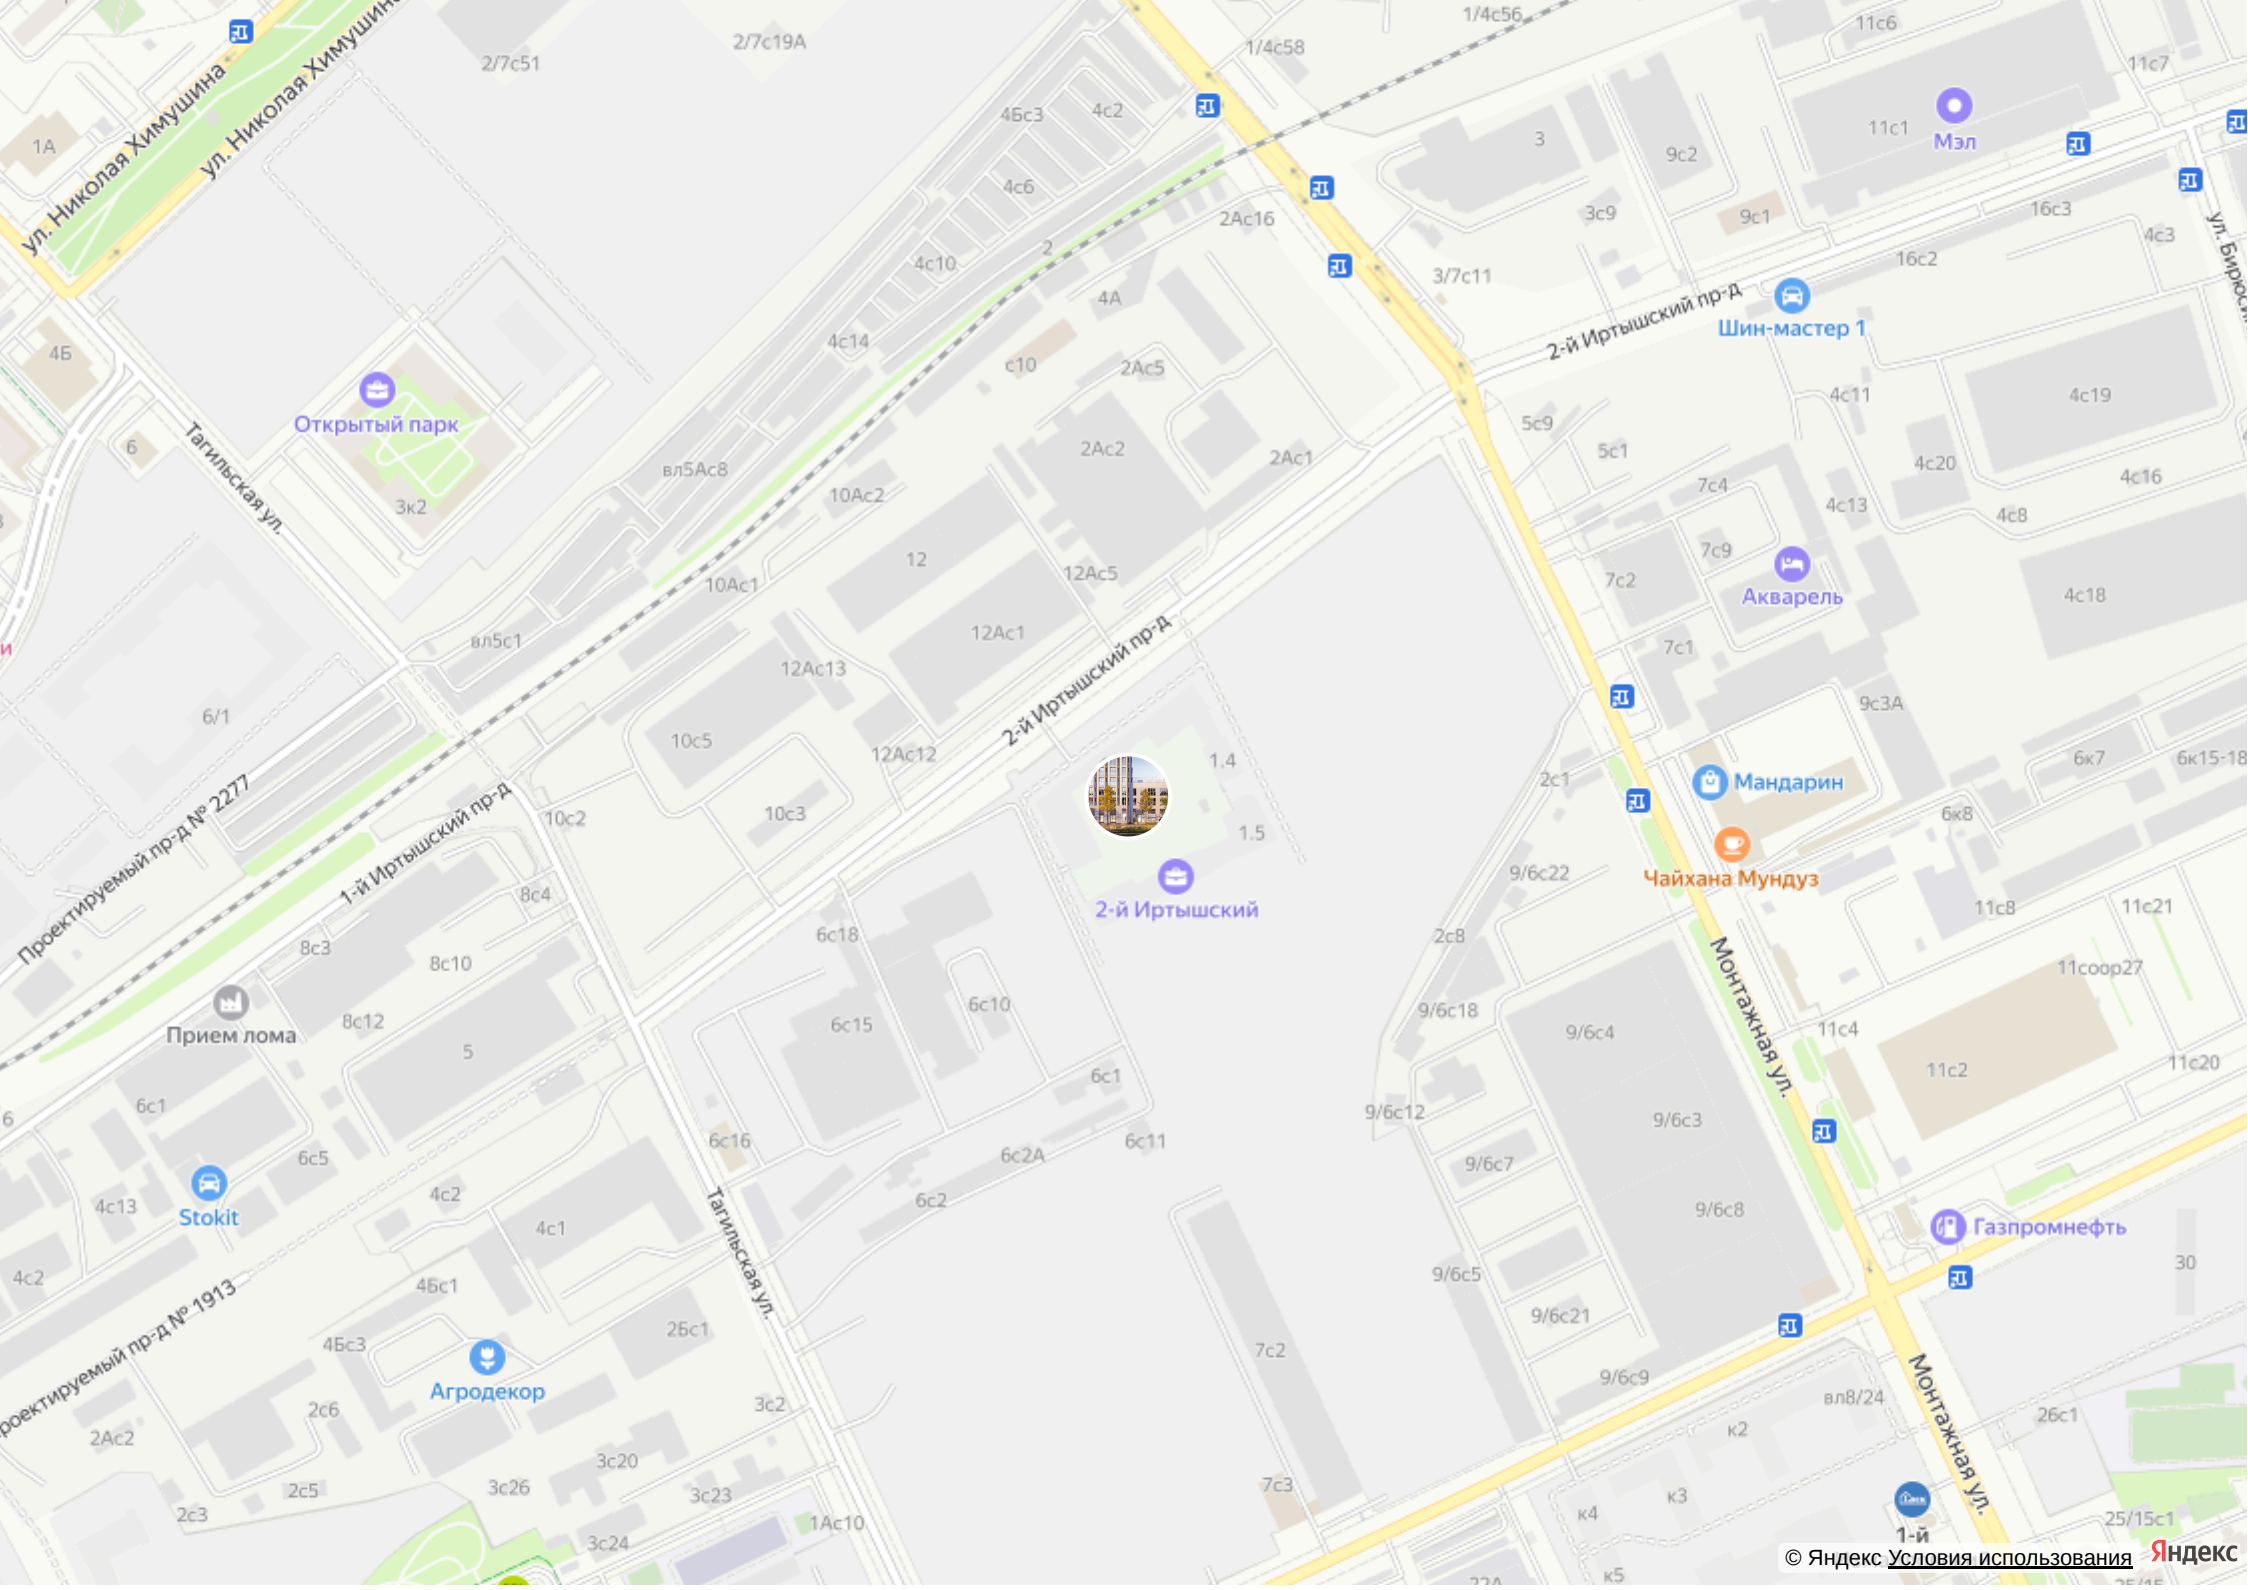 2/7с51
2/7с19А
1/4с58
1/4с56
11с6
11с7
ул. Николая Химушина
ул. Николая Химушина
1А
4Бс3
4с2
3
9с2
11с1
Мэл
4с6
2Ас16
3с9
9с1
16с3
4с3
ул. Бирюси
4с10
2
4А
3/7с11
16с2
2-й Иртышский пр-д
Шин-мастер 1
4Б
4с14
с10
2Ас5
4с11
4с19
Открытый парк
6
Тагильская ул.
3к2
вл5Ас8
10Ас2
2Ас2
2Ас1
5с9
5с1
4с20
4с16
7с4
4с13
4с8
12
10Ас1
12Ас5
7с9
7с2
Акварель
4с18
вл5с1
12Ас1
12Ас13
7с1
и
6/1
10с5
12Ас12
2-й Иртышский пр-д
9с3А
1.4
2с1
Мандарин
6к7
6к15-18
Проектируемый пр-д № 2277
1-й Иртышский пр-д
10с2
10с3
1.5
6к8
9/6с22
Чайхана Мундуз
8с4
2-й Иртышский
11с8
11с21
8с3
8с10
6с18
2с8
11соор27
Прием лома
8с12
5
6с15
6с10
9/6с18
9/6с4
Монтажная ул.
11с4
11с2
11с20
6
6с1
6с1
9/6с12
9/6с3
6с5
6с16
6с2А
6с11
9/6с7
4с13
Stokit
4с2
6с2
9/6с8
4с1
Тагильская ул.
Газпромнефть
4с2
4Бс1
9/6с5
30
роектируемый пр-д № 1913
4Бс3
2Бс1
9/6с21
7с2
Агродекор
9/6с9
вл8/24
Монтажная ул.
2Ас2
2с6
3с2
к2
26с1
3с20
2с5
3с26
3с23
7с3
к3
к4
2с3
1Ас10
3с24
1-й
25/15с1
22А
к5
25/15
© Яндекс Условия использования
Яндекс